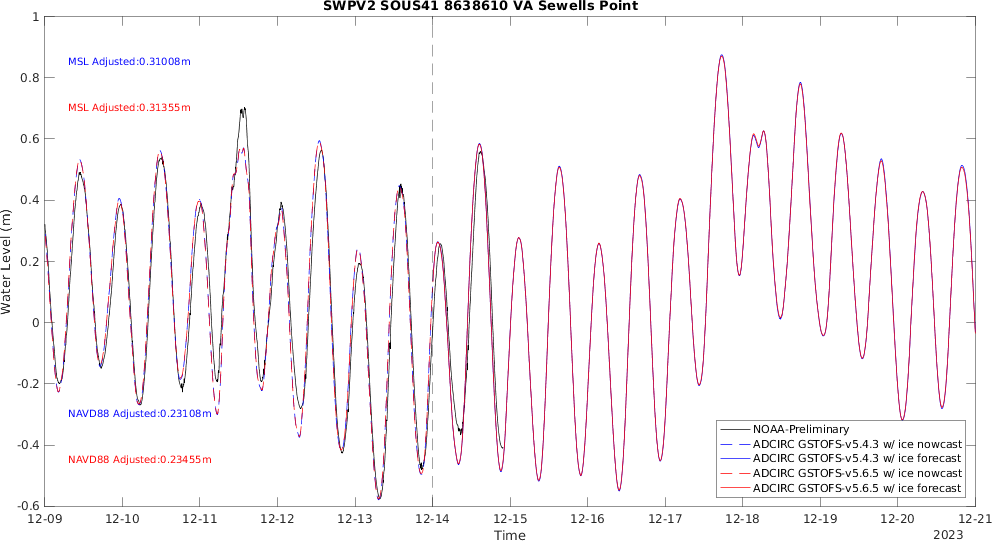 SWPV2 SOUS41 8638610 VA Sewells Point
1
0.8
0.6
0.4
0.2
0
-0.2
-0.4
-0.6
Water Level (m)
MSL Adjusted:0.31008m
MSL Adjusted:0.31355m
NAVD88 Adjusted:0.23108m
NAVD88 Adjusted:0.23455m
NOAA-Preliminary
ADCIRC GSTOFS-v5.4.3 w/ ice nowcast
ADCIRC GSTOFS-v5.4.3 w/ ice forecast
ADCIRC GSTOFS-v5.6.5 w/ ice nowcast
ADCIRC GSTOFS-v5.6.5 w/ ice forecast
12-09 12-10 12-11 12-12 12-13 12-14 12-15 12-16 12-17 12-18 12-19 12-20 12-21
Time
2023